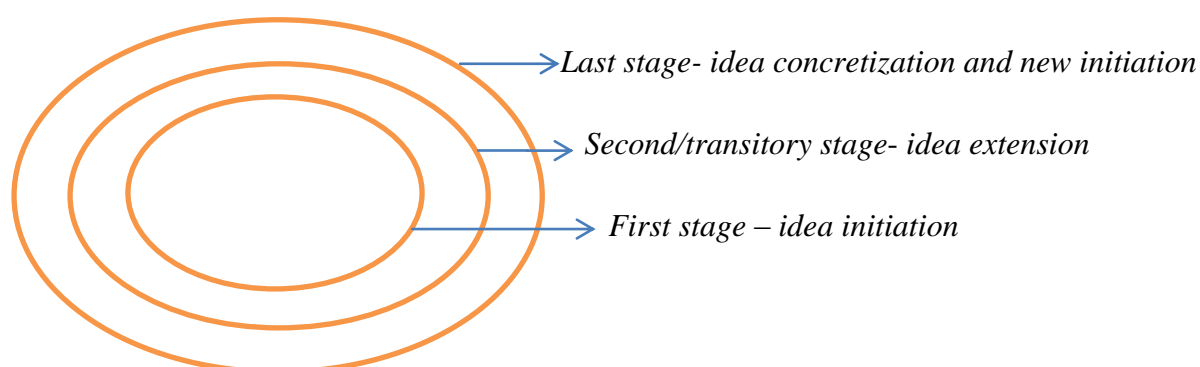 Last stage- idea concretization and new initiation
Second/transitory stage- idea extension
First stage – idea initiation